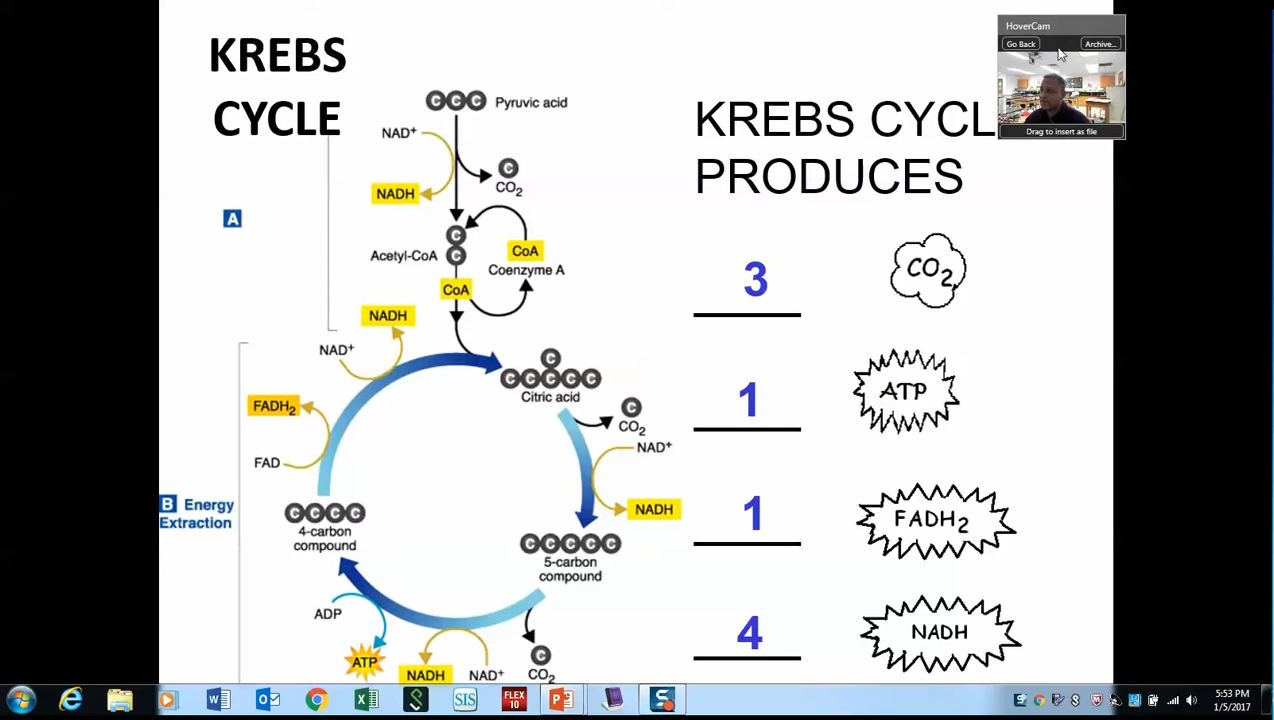 KREBS
CYCLE
HoverCam
Go Back
Archive...
Drag to insert as file
KREBS CYCL
PRODUCES
C C C
Pyruvic acid
NAD⁺
NADH
C
CO₂
A
C
C
Acetyl-CoA
CoA
Coenzyme A
CoA
NADH
NAD⁺
C
C C C C C
Citric acid
FADH₂
FAD
C
CO₂
NAD⁺
NADH
B Energy
Extraction
C C C C
4-carbon
compound
C C C C C
5-carbon
compound
ADP
ATP
NADH
NAD⁺
C
CO₂
3
CO₂
1
ATP
1
FADH₂
4
NADH
SIS
FLEX
10
5:53 PM
1/5/2017